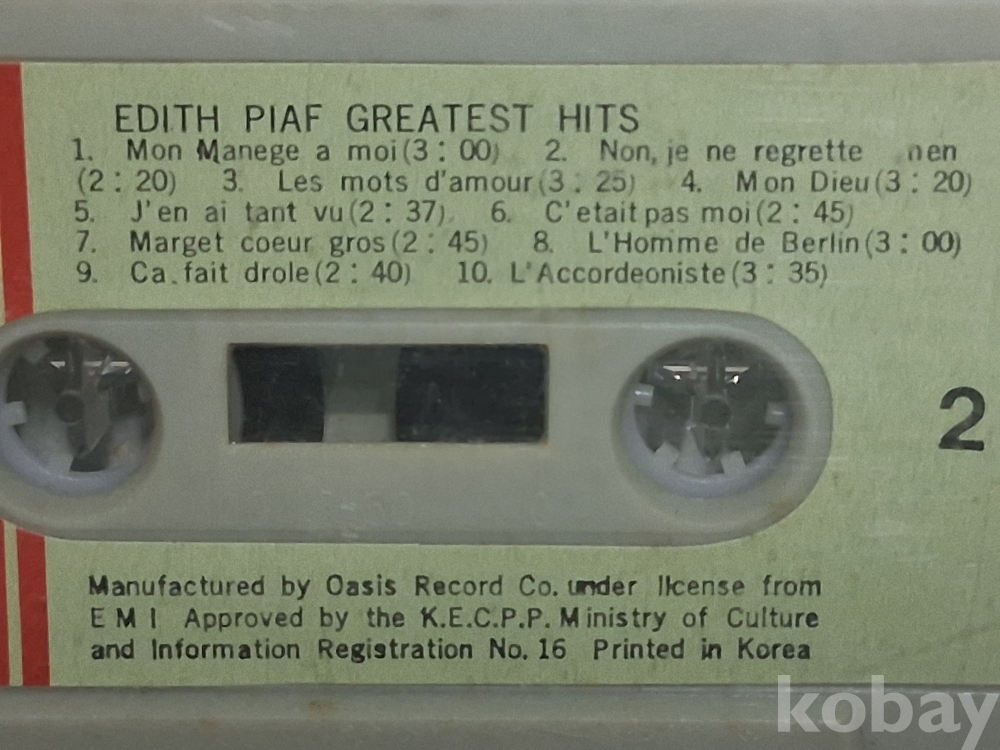 EDITH PIAF GREATEST HITS
1. Mon Manege a moi(3 : 00) 2. Non, je ne regrette nen
(2 : 20) 3. Les mots d'amour(3 : 25) 4. Mon Dieu(3 : 20)
5. J'en ai tant vu(2 : 37) 6. C'etait pas moi(2 : 45)
7. Marget coeur gros(2 : 45) 8. L'Homme de Berlin(3 : 00)
9. Ca.fait drole(2 : 40) 10. L'Accordeoniste(3 : 35)
2
Manufactured by Oasis Record Co. under license from
E M I Approved by the K.E.C.P.P. Ministry of Culture
and Information Registration No. 16 Printed in Korea
kobay